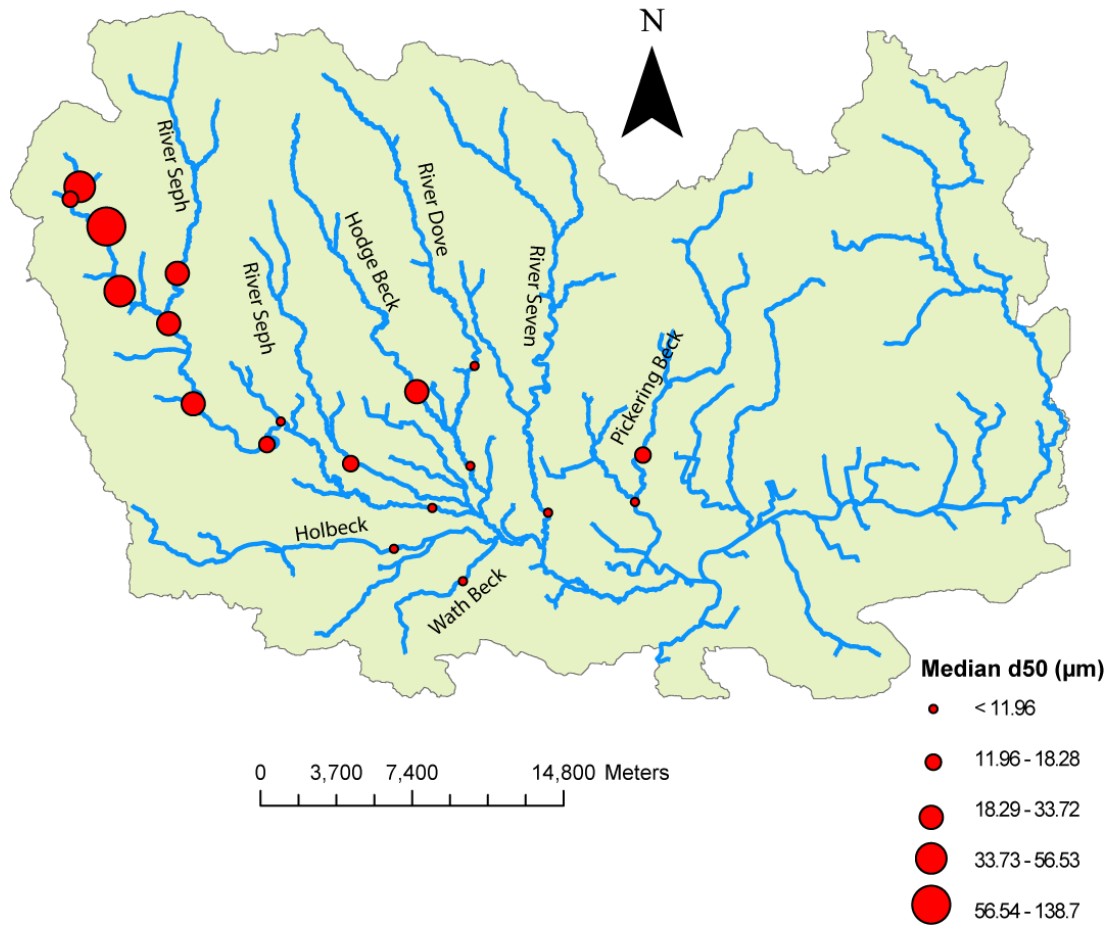 N
River Seph
River Seph
Hodge Beck
River Dove
River Seven
Pickering Beck
Holbeck
Wath Beck
Median d50 (µm)
< 11.96
11.96 - 18.28
18.29 - 33.72
33.73 - 56.53
56.54 - 138.7
0 3,700 7,400 14,800 Meters